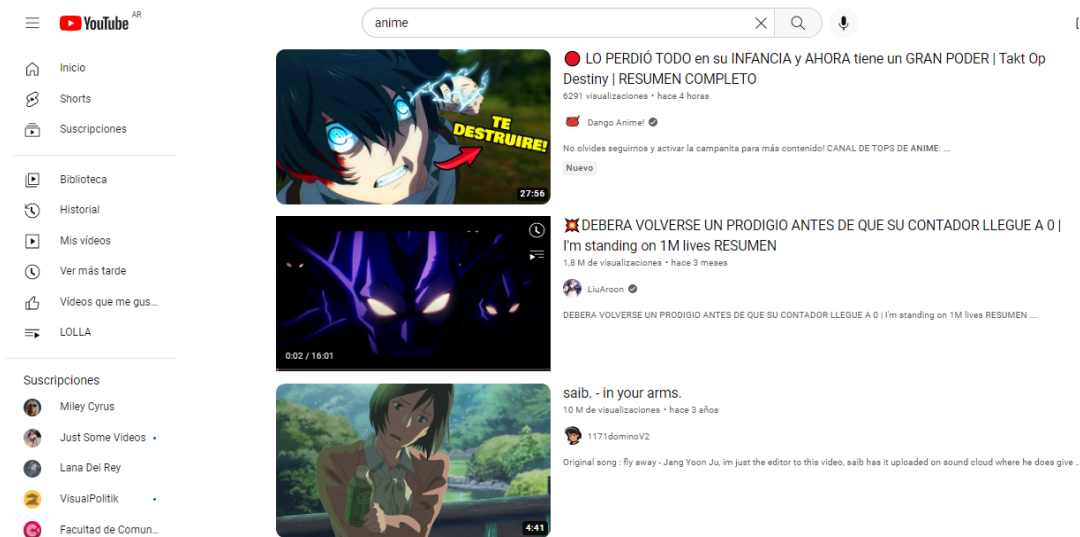 YouTube AR
anime
Inicio
Shorts
Suscripciones
Biblioteca
Historial
Mis vídeos
Ver más tarde
Vídeos que me gus...
LOLLA
Suscripciones
Miley Cyrus
Just Some Videos
Lana Del Rey
VisualPolitik
Facultad de Comun...
TE
DESTRUIRE!
27:56
LO PERDIÓ TODO en su INFANCIA y AHORA tiene un GRAN PODER | Takt Op
Destiny | RESUMEN COMPLETO
6291 visualizaciones • hace 4 horas
Dango Anime!
No olvides seguirnos y activar la campanita para más contenido! CANAL DE TOPS DE ANIME: ...
Nuevo
0:02 / 16:01
DEBERA VOLVERSE UN PRODIGIO ANTES DE QUE SU CONTADOR LLEGUE A 0 |
I'm standing on 1M lives RESUMEN
1,8 M de visualizaciones • hace 3 meses
LiuAroon
DEBERA VOLVERSE UN PRODIGIO ANTES DE QUE SU CONTADOR LLEGUE A 0 | I'm standing on 1M lives RESUMEN ...
4:41
saib. - in your arms.
10 M de visualizaciones • hace 3 años
1171dominoV2
Original song : fly away - Jang Yoon Ju, im just the editor to this video, saib has it uploaded on sound cloud where he does give ..